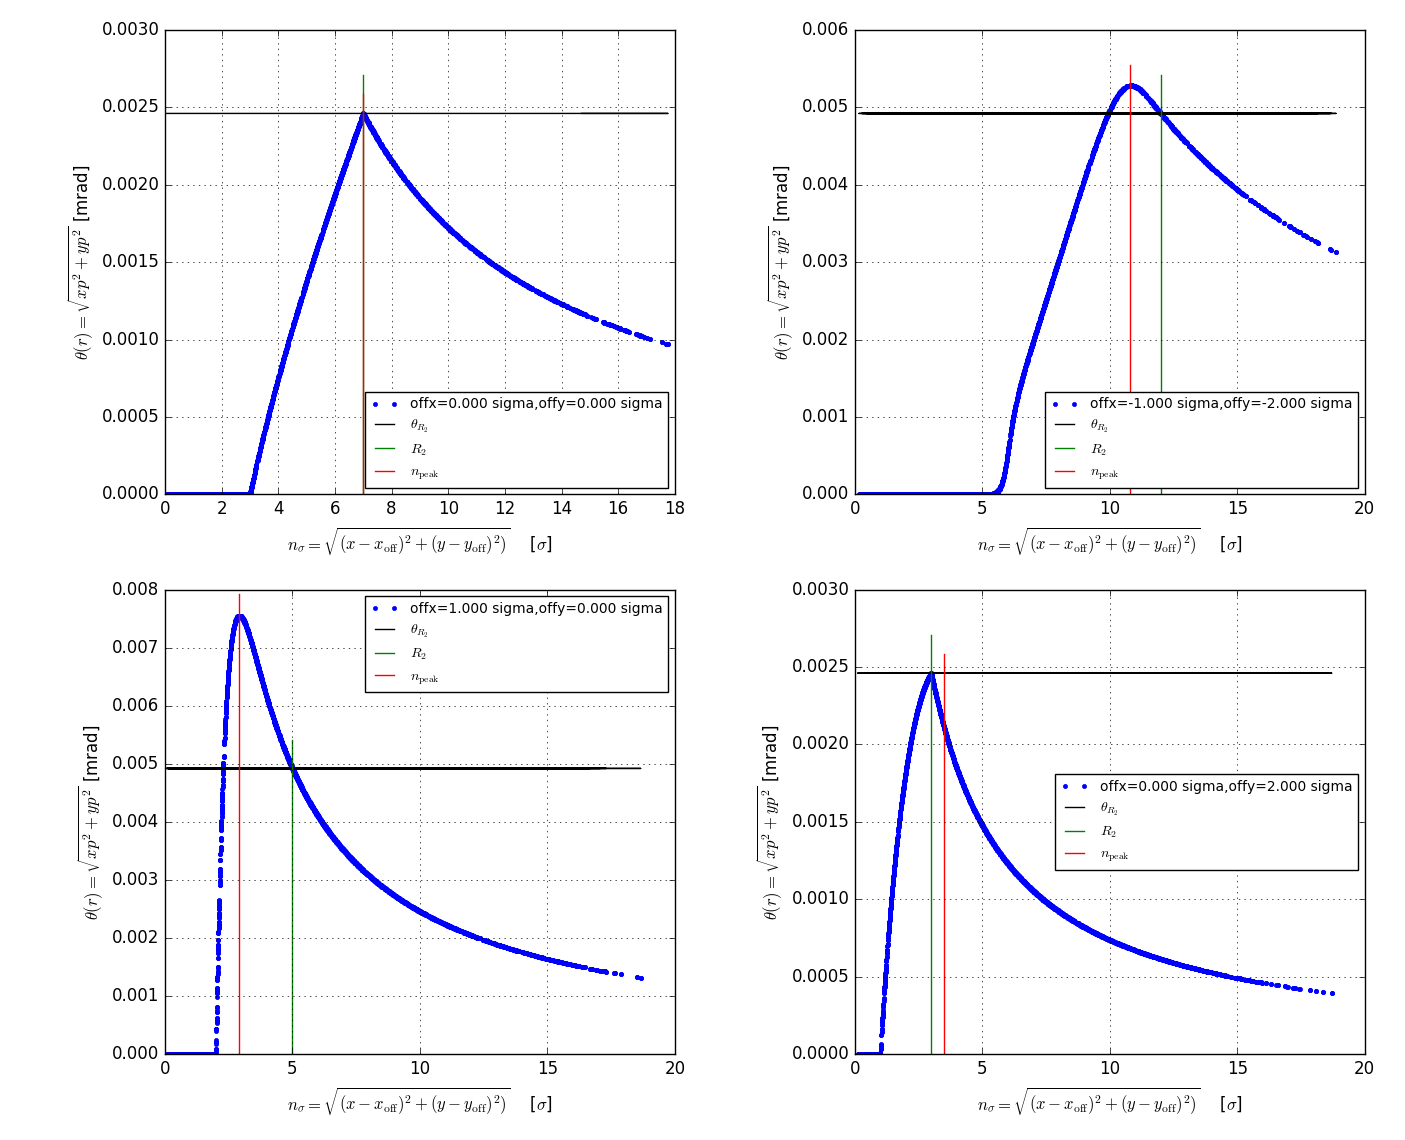 0.0030
0.0025
0.0020
0.0015
0.0010
0.0005
0.0000
θ(r) = √xp² + yp² [mrad]
offx=0.000 sigma,offy=0.000 sigma
θ_{R₂}
R₂
n_peak
0 2 4 6 8 10 12 14 16 18
n_σ = √(x − x_off)² + (y − y_off)²) [σ]
0.006
0.005
0.004
0.003
0.002
0.001
0.000
θ(r) = √xp² + yp² [mrad]
offx=-1.000 sigma,offy=-2.000 sigma
θ_{R₂}
R₂
n_peak
0 5 10 15 20
n_σ = √(x − x_off)² + (y − y_off)²) [σ]
0.008
0.007
0.006
0.005
0.004
0.003
0.002
0.001
0.000
θ(r) = √xp² + yp² [mrad]
offx=1.000 sigma,offy=0.000 sigma
θ_{R₂}
R₂
n_peak
0 5 10 15 20
n_σ = √(x − x_off)² + (y − y_off)²) [σ]
0.0030
0.0025
0.0020
0.0015
0.0010
0.0005
0.0000
θ(r) = √xp² + yp² [mrad]
offx=0.000 sigma,offy=2.000 sigma
θ_{R₂}
R₂
n_peak
0 5 10 15 20
n_σ = √(x − x_off)² + (y − y_off)²) [σ]